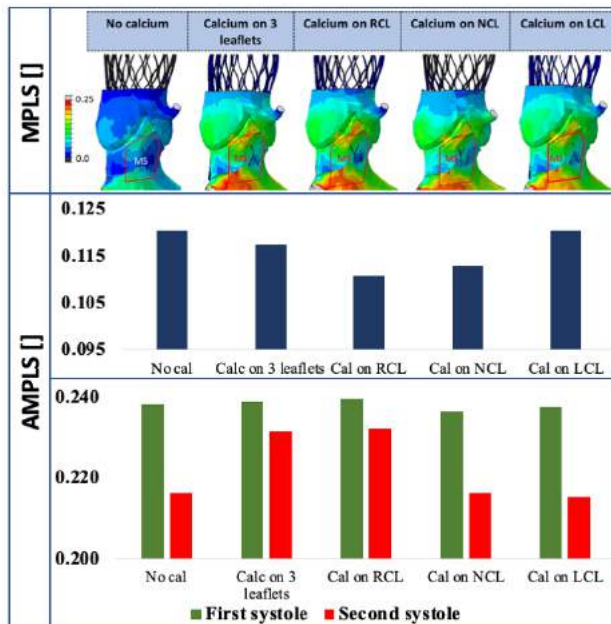 No calcium
Calcium on 3 leaflets
Calcium on RCL
Calcium on NCL
Calcium on LCL
MPLS []
0.25
0.0
MS
MS
MS
MS
MS
AMPLS []
0.125
0.115
0.105
0.095
No cal
Calc on 3 leaflets
Cal on RCL
Cal on NCL
Cal on LCL
0.240
0.220
0.200
No cal
Calc on 3
leaflets
Cal on RCL
Cal on NCL
Cal on LCL
First systole
Second systole